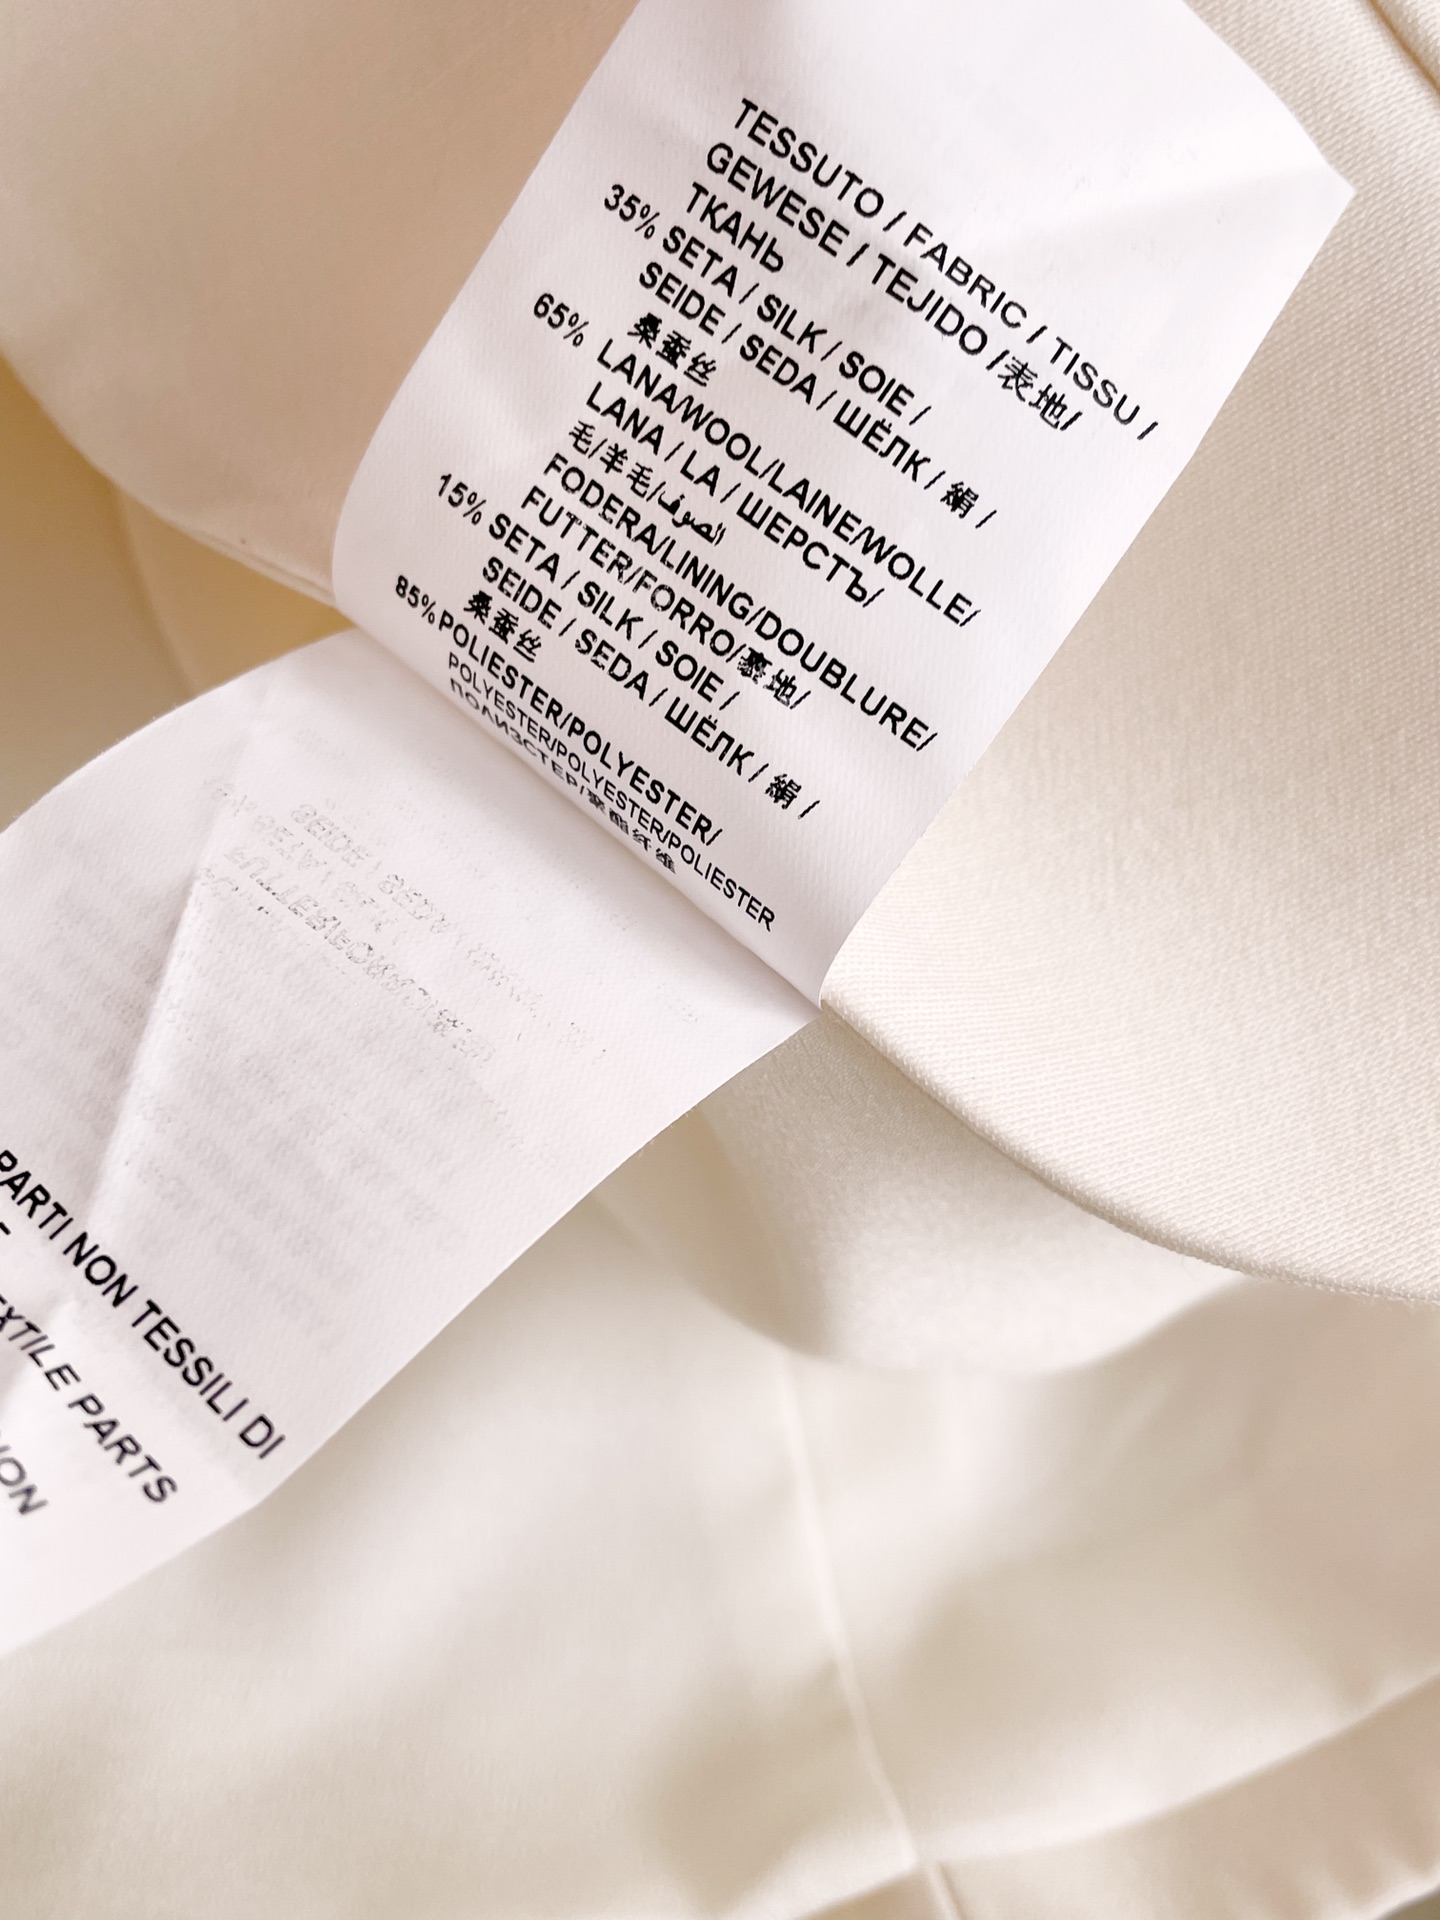 TESSUTO / FABRIC / TISSU /
GEWESE / TEJIDO /表地/
ТКАНЬ
35% SETA / SILK / SOIE /
SEIDE / SEDA / ШЁЛК / 絹 /
桑蚕丝
65% LANA/WOOL/LAINE/WOLLE/
LANA / LA / ШЕРСТЪ/
毛/羊毛/الصوف
FODERA/LINING/DOUBLURE/
FUTTER/FORRO/裏地/
15% SETA / SILK / SOIE /
SEIDE / SEDA / ШЁЛК / 絹 /
桑蚕丝
85%POLIESTER/POLYESTER/
POLYESTER/POLYESTER/POLIESTER
ПОЛИЭСТЕР/聚酯纤维
PARTI NON TESSILI DI
PARTS